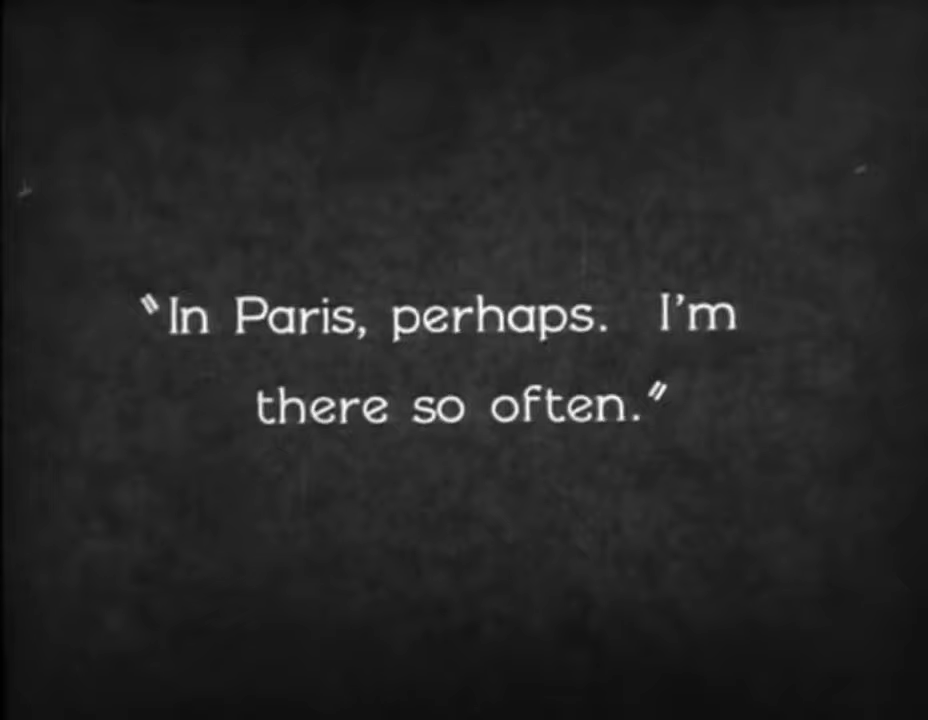 "In Paris, perhaps.  I'm
there so often."